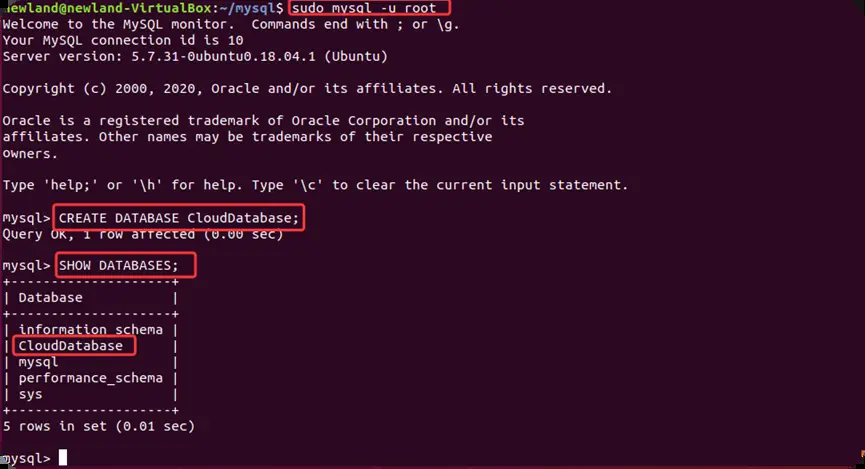 newland@newland-VirtualBox:~/mysql$ sudo mysql -u root
Welcome to the MySQL monitor.  Commands end with ; or \g.
Your MySQL connection id is 10
Server version: 5.7.31-0ubuntu0.18.04.1 (Ubuntu)
Copyright (c) 2000, 2020, Oracle and/or its affiliates. All rights reserved.
Oracle is a registered trademark of Oracle Corporation and/or its
affiliates. Other names may be trademarks of their respective
owners.
Type 'help;' or '\h' for help. Type '\c' to clear the current input statement.
mysql> CREATE DATABASE CloudDatabase;
Query OK, 1 row affected (0.00 sec)
mysql> SHOW DATABASES;
+--------------------+
| Database           |
+--------------------+
| information_schema |
| CloudDatabase      |
| mysql              |
| performance_schema |
| sys                |
+--------------------+
5 rows in set (0.01 sec)
mysql>